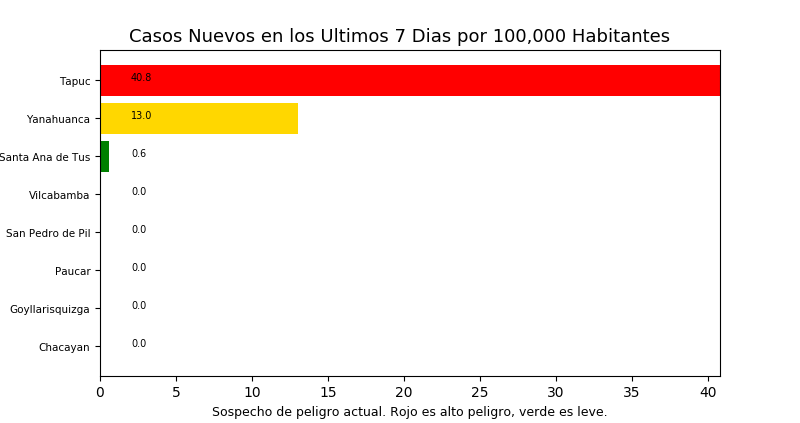 Casos Nuevos en los Ultimos 7 Dias por 100,000 Habitantes
Tapuc 40.8
Yanahuanca 13.0
Santa Ana de Tus 0.6
Vilcabamba 0.0
San Pedro de Pil 0.0
Paucar 0.0
Goyllarisquizga 0.0
Chacayan 0.0
0 5 10 15 20 25 30 35 40
Sospecho de peligro actual. Rojo es alto peligro, verde es leve.